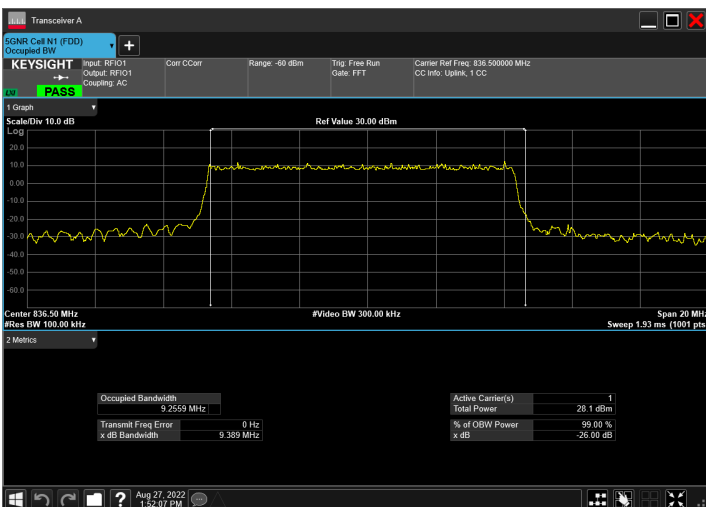 Transceiver A
5GNR Cell N1 (FDD)
Occupied BW
KEYSIGHT
PASS
Input: RFIO1
Output: RFIO1
Coupling: AC
Corr CCorr
Range: -60 dBm
Trig: Free Run
Gate: FFT
Carrier Ref Freq: 836.500000 MHz
CC Info: Uplink, 1 CC
1 Graph
Scale/Div 10.0 dB
Ref Value 30.00 dBm
Log
20.0
10.0
0.00
-10.0
-20.0
-30.0
-40.0
-50.0
-60.0
Center 836.50 MHz
#Video BW 300.00 kHz
Span 20 MHz
#Res BW 100.00 kHz
Sweep 1.93 ms (1001 pts
2 Metrics
Occupied Bandwidth
9.2559 MHz
Transmit Freq Error 0 Hz
x dB Bandwidth 9.389 MHz
Active Carrier(s) 1
Total Power 28.1 dBm
% of OBW Power 99.00 %
x dB -26.00 dB
?
Aug 27, 2022
1:52:07 PM